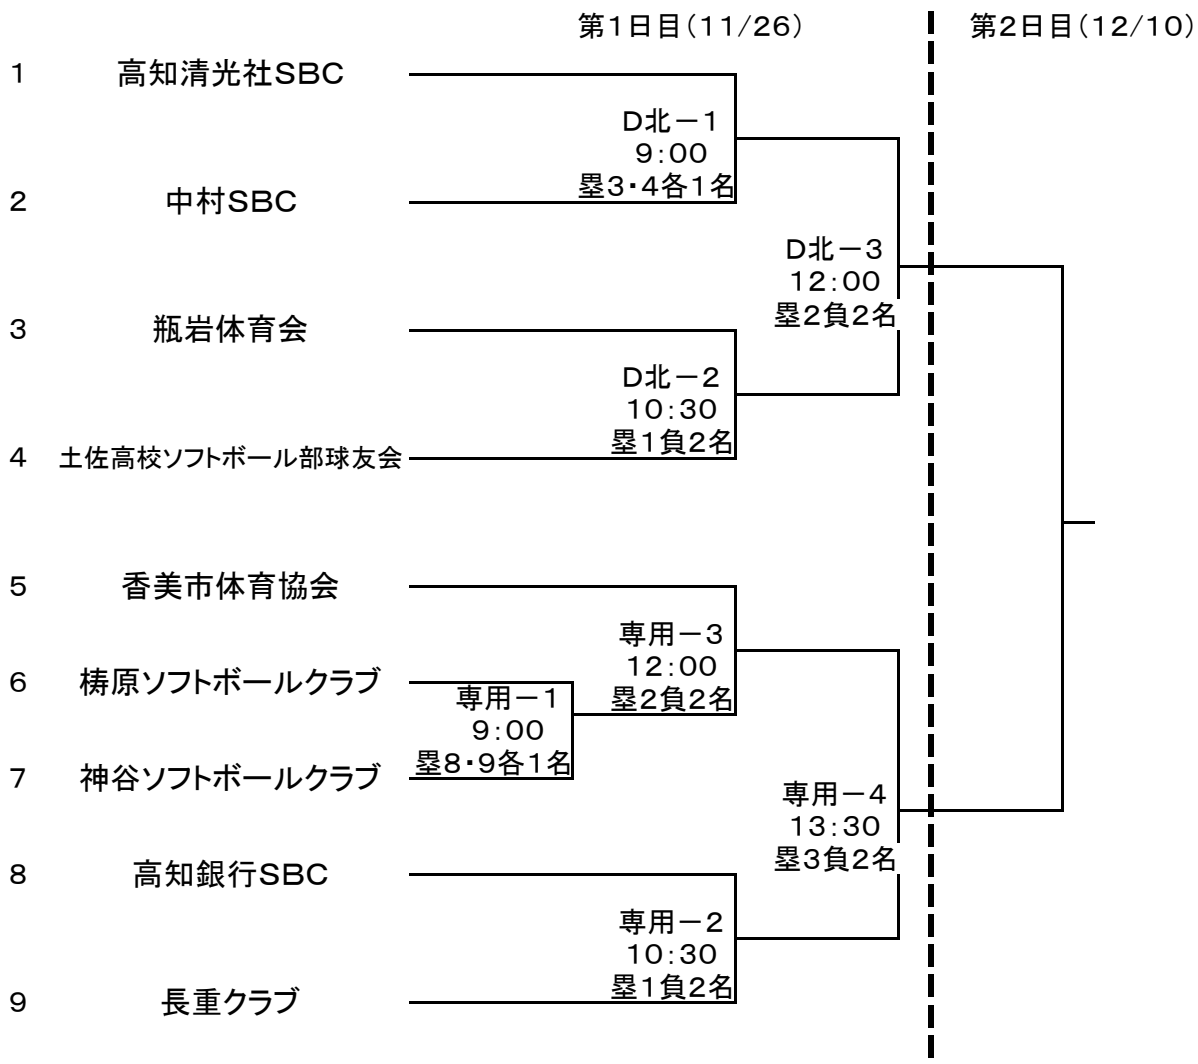 第1日目(11/26)
第2日目(12/10)
1 高知清光社SBC
D北－1
9:00
塁3・4各1名
2 中村SBC
D北－3
12:00
塁2負2名
3 瓶岩体育会
D北－2
10:30
塁1負2名
4 土佐高校ソフトボール部球友会
5 香美市体育協会
専用－3
12:00
塁2負2名
6 梼原ソフトボールクラブ
専用－1
9:00
塁8・9各1名
7 神谷ソフトボールクラブ
専用－4
13:30
塁3負2名
8 高知銀行SBC
専用－2
10:30
塁1負2名
9 長重クラブ